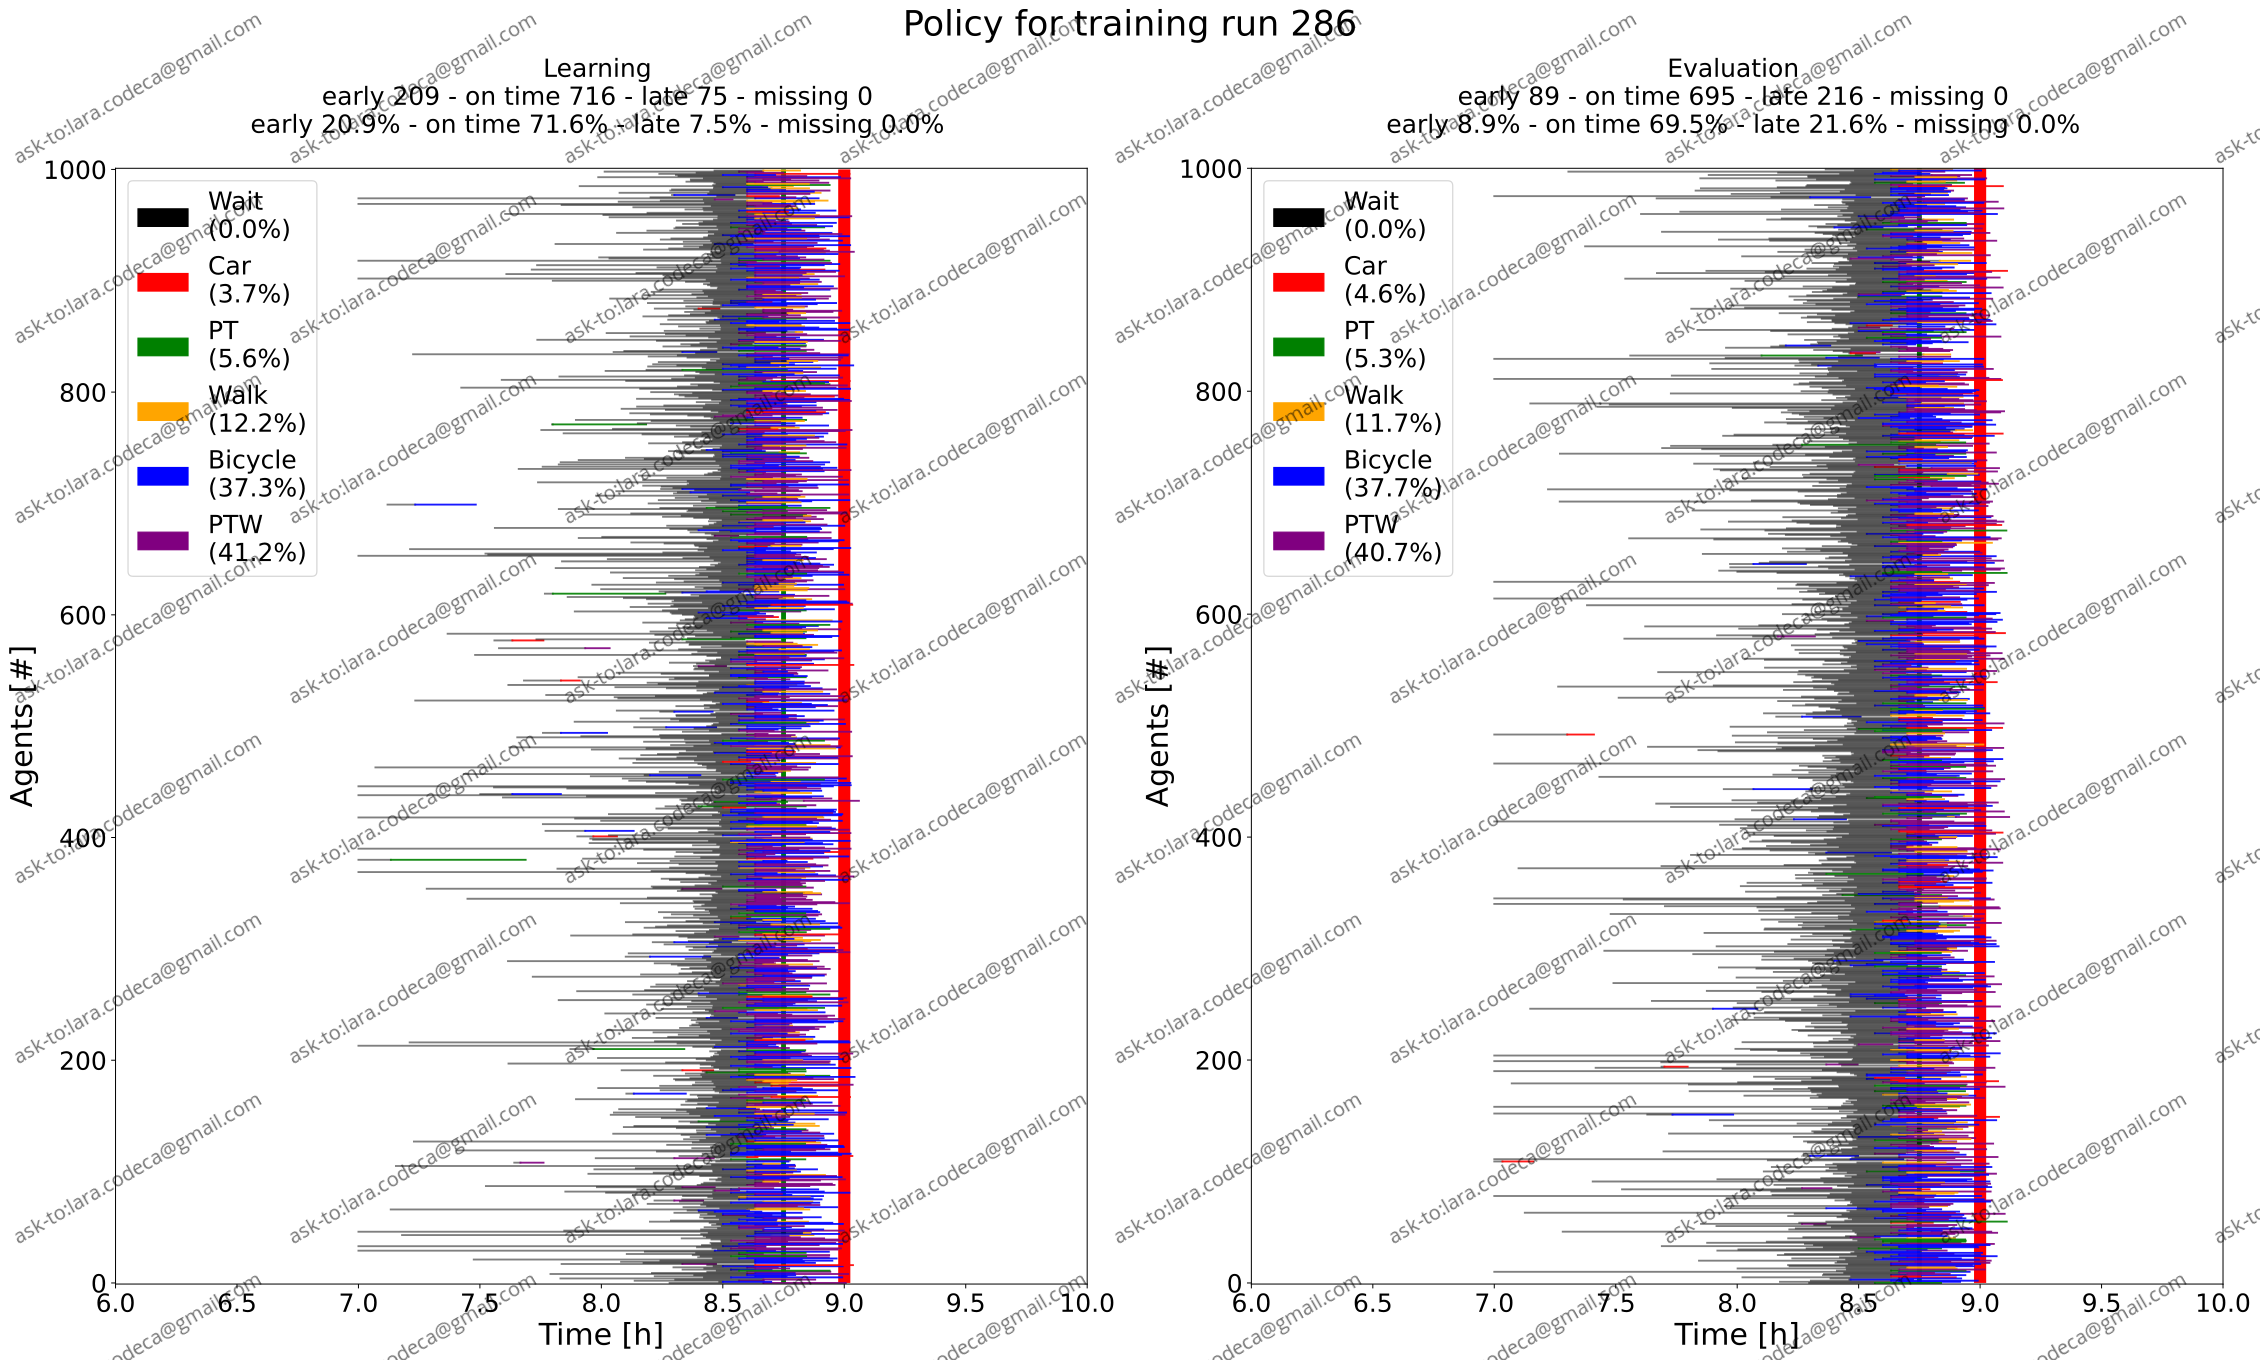 Policy for training run 286
Learning
early 209 - on time 716 - late 75 - missing 0
early 20.9% - on time 71.6% - late 7.5% - missing 0.0%
Evaluation
early 89 - on time 695 - late 216 - missing 0
early 8.9% - on time 69.5% - late 21.6% - missing 0.0%
Agents [#]
1000
800
600
400
200
0
Wait
(0.0%)
Car
(3.7%)
PT
(5.6%)
Walk
(12.2%)
Bicycle
(37.3%)
PTW
(41.2%)
6.0 6.5 7.0 7.5 8.0 8.5 9.0 9.5 10.0
Time [h]
Agents [#]
1000
800
600
400
200
0
Wait
(0.0%)
Car
(4.6%)
PT
(5.3%)
Walk
(11.7%)
Bicycle
(37.7%)
PTW
(40.7%)
6.0 6.5 7.0 7.5 8.0 8.5 9.0 9.5 10.0
Time [h]
ask-to:lara.codeca@gmail.com